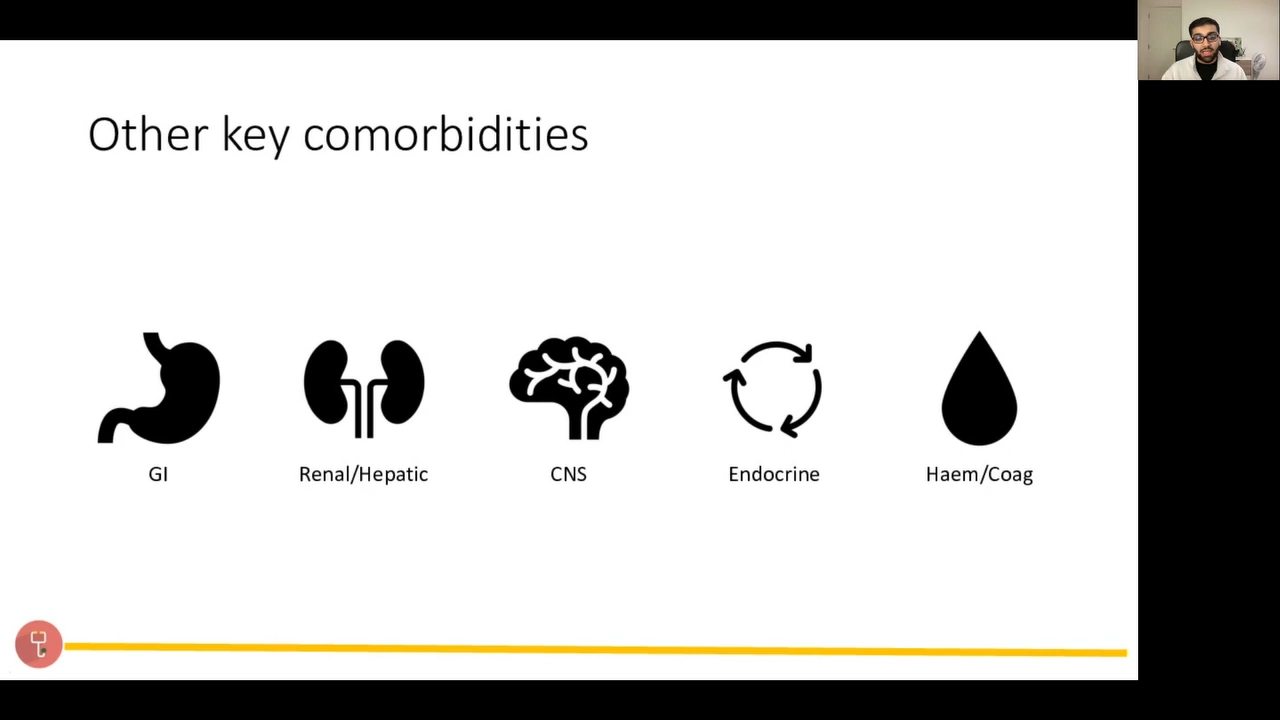 Other key comorbidities
GI
Renal/Hepatic
CNS
Endocrine
Haem/Coag